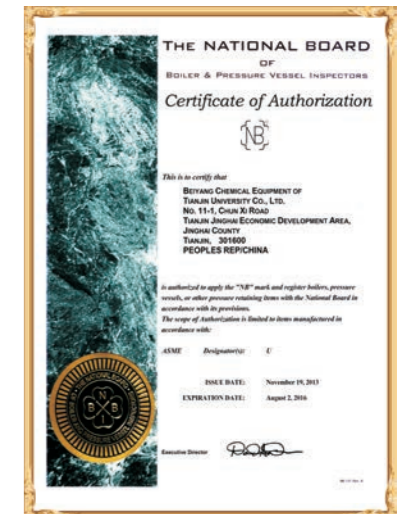 THE NATIONAL BOARD
OF
BOILER & PRESSURE VESSEL INSPECTORS
Certificate of Authorization
NB
This is to certify that
BEIYANG CHEMICAL EQUIPMENT OF
TIANJIN UNIVERSITY CO., LTD.
NO. 11-1, CHUN XI ROAD
TIANJIN JINGHAI ECONOMIC DEVELOPMENT AREA,
JINGHAI COUNTY
TIANJIN, 301600
PEOPLES REP/CHINA
is authorized to apply the "NB" mark and register boilers, pressure
vessels, or other pressure retaining items with the National Board in
accordance with its provisions.
The scope of Authorization is limited to items manufactured in
accordance with:
ASME Designator(s): U
ISSUE DATE: November 19, 2013
EXPIRATION DATE: August 2, 2016
Executive Director